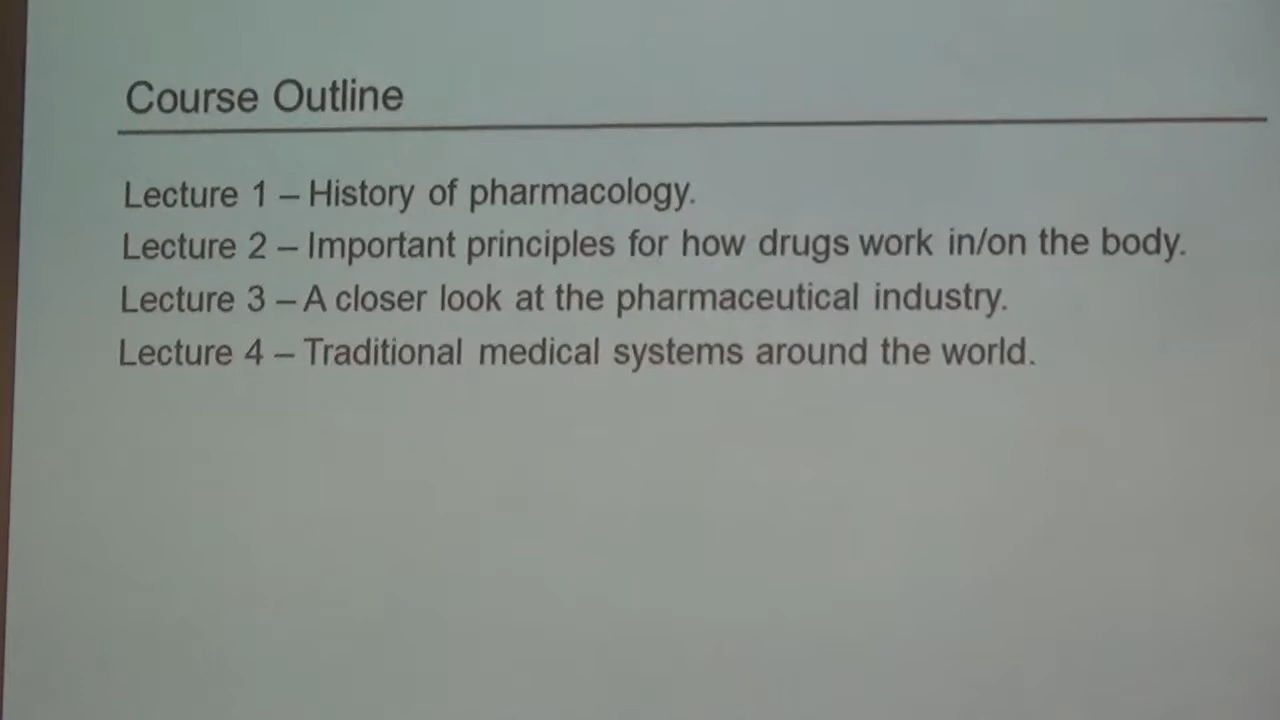 Course Outline
Lecture 1 – History of pharmacology.
Lecture 2 – Important principles for how drugs work in/on the body.
Lecture 3 – A closer look at the pharmaceutical industry.
Lecture 4 – Traditional medical systems around the world.